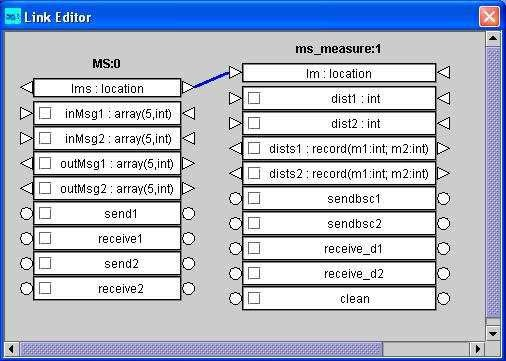 Link Editor
MS:0
lms : location
inMsg1 : array(5,int)
inMsg2 : array(5,int)
outMsg1 : array(5,int)
outMsg2 : array(5,int)
send1
receive1
send2
receive2
ms_measure:1
lm : location
dist1 : int
dist2 : int
dists1 : record(m1:int; m2:int)
dists2 : record(m1:int; m2:int)
sendbsc1
sendbsc2
receive_d1
receive_d2
clean